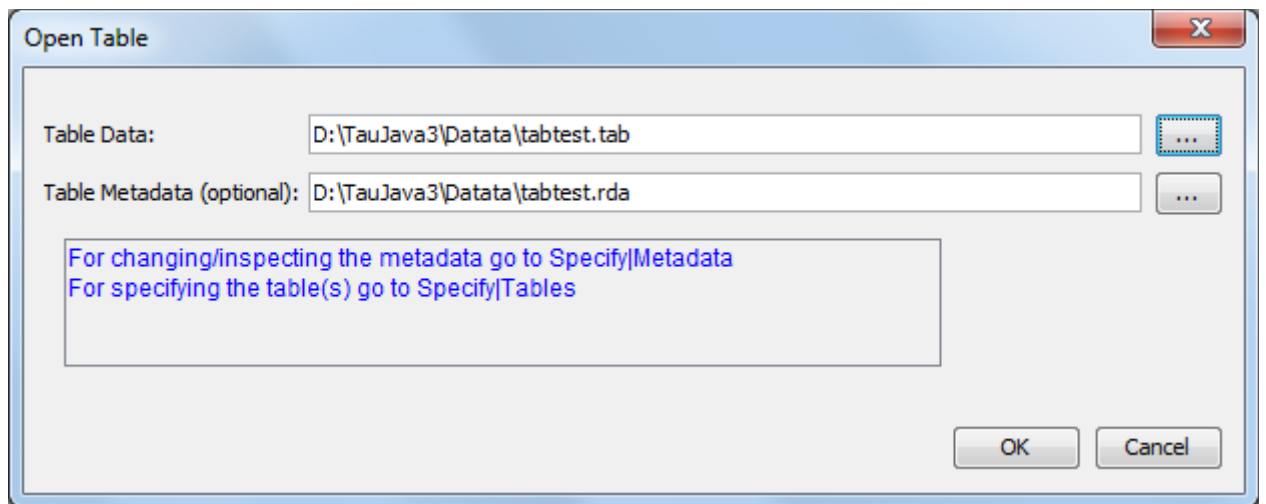 Open Table
Table Data: D:\TauJava3\Datata\tabtest.tab ...
Table Metadata (optional): D:\TauJava3\Datata\tabtest.rda ...
For changing/inspecting the metadata go to Specify|Metadata
For specifying the table(s) go to Specify|Tables
OK Cancel